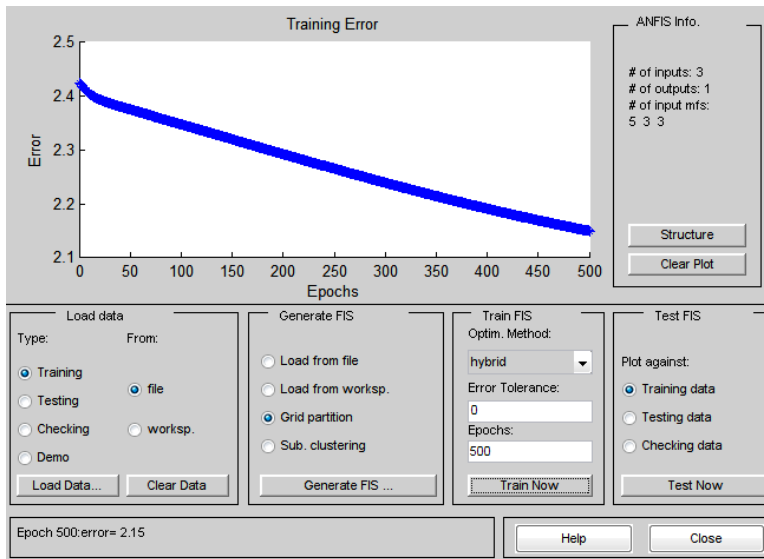 Training Error
2.5
2.4
2.3
2.2
2.1
Error
0
50
100
150
200
250
300
350
400
450
500
Epochs
ANFIS Info.
# of inputs: 3
# of outputs: 1
# of input mfs:
5 3 3
Structure
Clear Plot
Load data
Type:
From:
Training
Testing
Checking
Demo
file
worksp.
Load Data...
Clear Data
Generate FIS
Load from file
Load from worksp.
Grid partition
Sub. clustering
Generate FIS ...
Train FIS
Optim. Method:
hybrid
Error Tolerance:
0
Epochs:
500
Train Now
Test FIS
Plot against:
Training data
Testing data
Checking data
Test Now
Epoch 500:error= 2.15
Help
Close